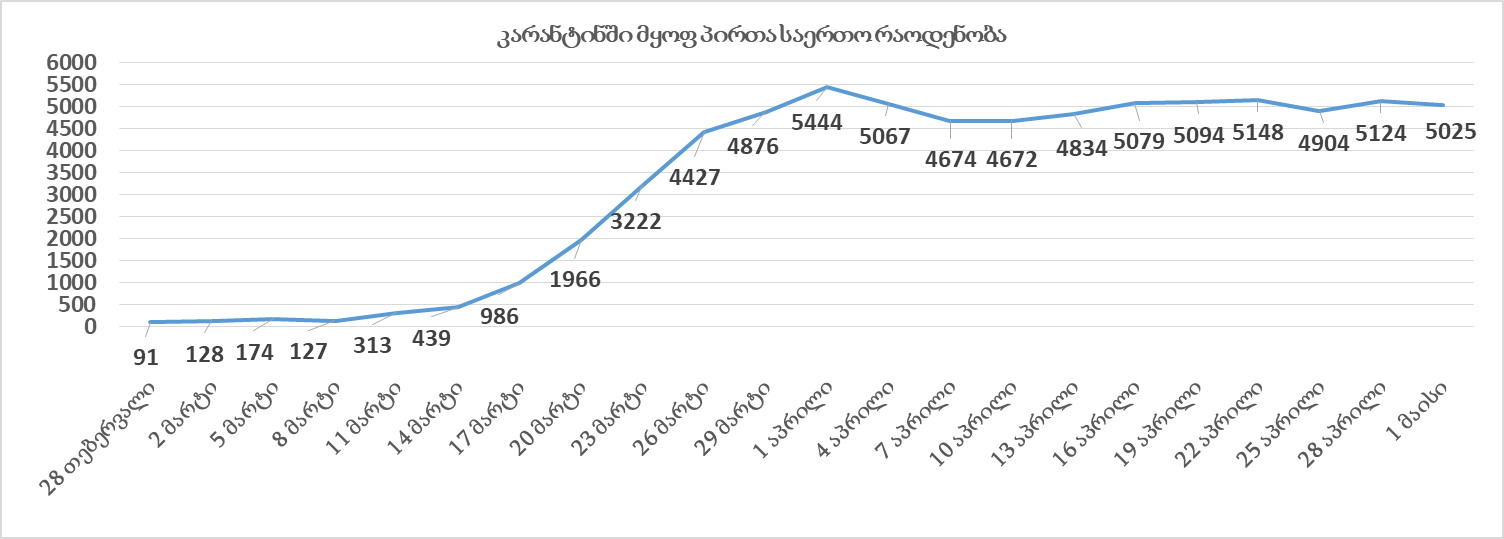 კარანტინში მყოფ პირთა საერთო რაოდენობა
6000
5500
5000
4500
4000
3500
3000
2500
2000
1500
1000
500
0
91
128
174
127
313
439
986
1966
3222
4427
4876
5444
5067
4674
4672
4834
5079
5094
5148
4904
5124
5025
28 თებერვალი
2 მარტი
5 მარტი
8 მარტი
11 მარტი
14 მარტი
17 მარტი
20 მარტი
23 მარტი
26 მარტი
29 მარტი
1 აპრილი
4 აპრილი
7 აპრილი
10 აპრილი
13 აპრილი
16 აპრილი
19 აპრილი
22 აპრილი
25 აპრილი
28 აპრილი
1 მაისი